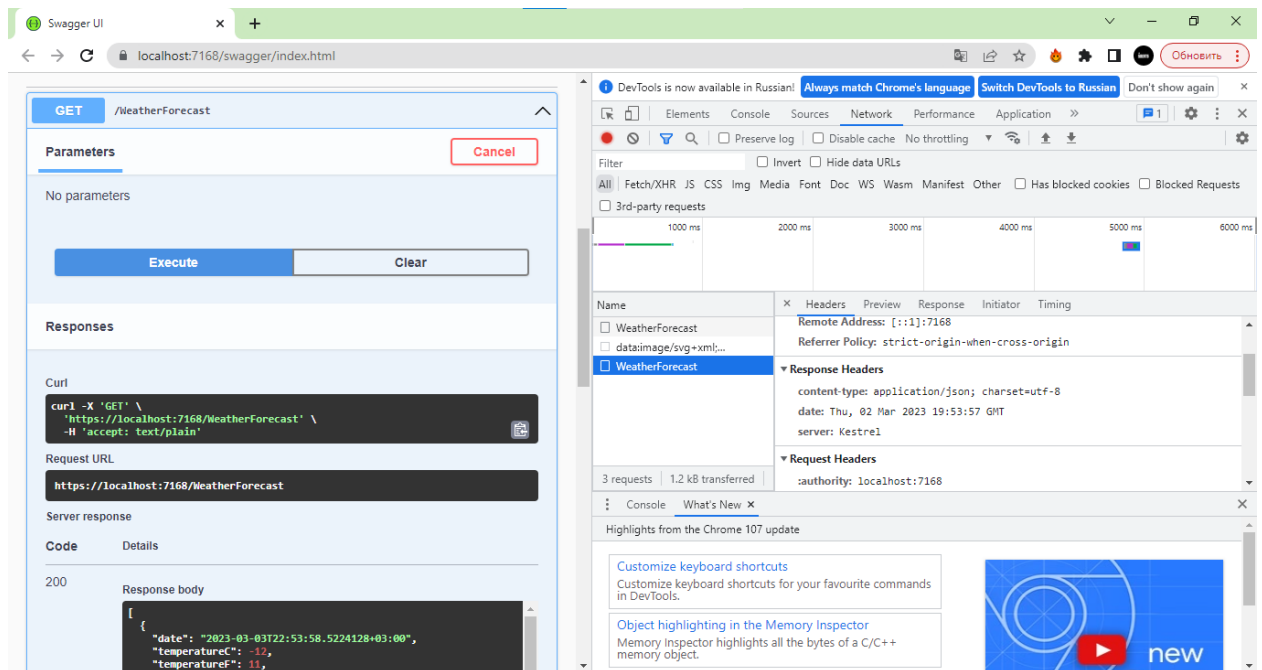 Swagger UI
localhost:7168/swagger/index.html
Обновить
GET /WeatherForecast
Parameters
Cancel
No parameters
Execute
Clear
Responses
Curl
curl -X 'GET' \
'https://localhost:7168/WeatherForecast' \
-H 'accept: text/plain'
Request URL
https://localhost:7168/WeatherForecast
Server response
Code Details
200
Response body
[
{
"date": "2023-03-03T22:53:58.5224128+03:00",
"temperatureC": -12,
"temperatureF": 11,
DevTools is now available in Russian! Always match Chrome's language Switch DevTools to Russian Don't show again
Elements Console Sources Network Performance Application » 1
Preserve log Disable cache No throttling
Filter Invert Hide data URLs
All Fetch/XHR JS CSS Img Media Font Doc WS Wasm Manifest Other Has blocked cookies Blocked Requests
3rd-party requests
1000 ms 2000 ms 3000 ms 4000 ms 5000 ms 6000 ms
Name
WeatherForecast
data:image/svg+xml;...
WeatherForecast
3 requests 1.2 kB transferred
Headers Preview Response Initiator Timing
Remote Address: [::1]:7168
Referrer Policy: strict-origin-when-cross-origin
Response Headers
content-type: application/json; charset=utf-8
date: Thu, 02 Mar 2023 19:53:57 GMT
server: Kestrel
Request Headers
:authority: localhost:7168
Console What's New
Highlights from the Chrome 107 update
Customize keyboard shortcuts
Customize keyboard shortcuts for your favourite commands
in DevTools.
Object highlighting in the Memory Inspector
Memory Inspector highlights all the bytes of a C/C++
memory object.
new